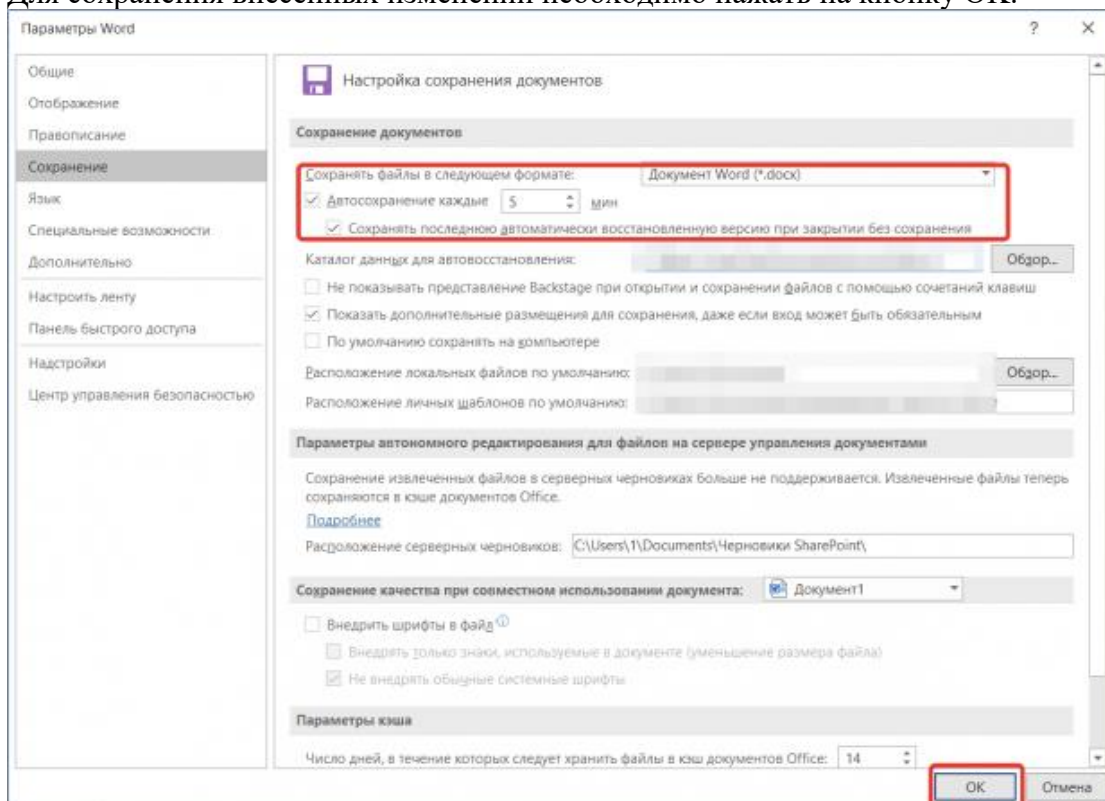 Для сохранения внесенных изменений необходимо нажать на кнопку ОК.
Параметры Word
? ×
Общие
Отображение
Правописание
Сохранение
Язык
Специальные возможности
Дополнительно
Настроить ленту
Панель быстрого доступа
Надстройки
Центр управления безопасностью
Настройка сохранения документов
Сохранение документов
Сохранять файлы в следующем формате: Документ Word (*.docx)
Автосохранение каждые 5 мин
Сохранять последнюю автоматически восстановленную версию при закрытии без сохранения
Каталог данных для автовосстановления: Обзор...
Не показывать представление Backstage при открытии и сохранении файлов с помощью сочетаний клавиш
Показать дополнительные размещения для сохранения, даже если вход может быть обязательным
По умолчанию сохранять на компьютере
Расположение локальных файлов по умолчанию: Обзор...
Расположение личных шаблонов по умолчанию:
Параметры автономного редактирования для файлов на сервере управления документами
Сохранение извлеченных файлов в серверных черновиках больше не поддерживается. Извлеченные файлы теперь
сохраняются в кэше документов Office.
Подробнее
Расположение серверных черновиков: C:\Users\1\Documents\Черновики SharePoint\
Сохранение качества при совместном использовании документа: Документ1
Внедрить шрифты в файл
Внедрять только знаки, используемые в документе (уменьшение размера файла)
Не внедрять обычные системные шрифты
Параметры кэша
Число дней, в течение которых следует хранить файлы в кэш документов Office: 14
ОК Отмена